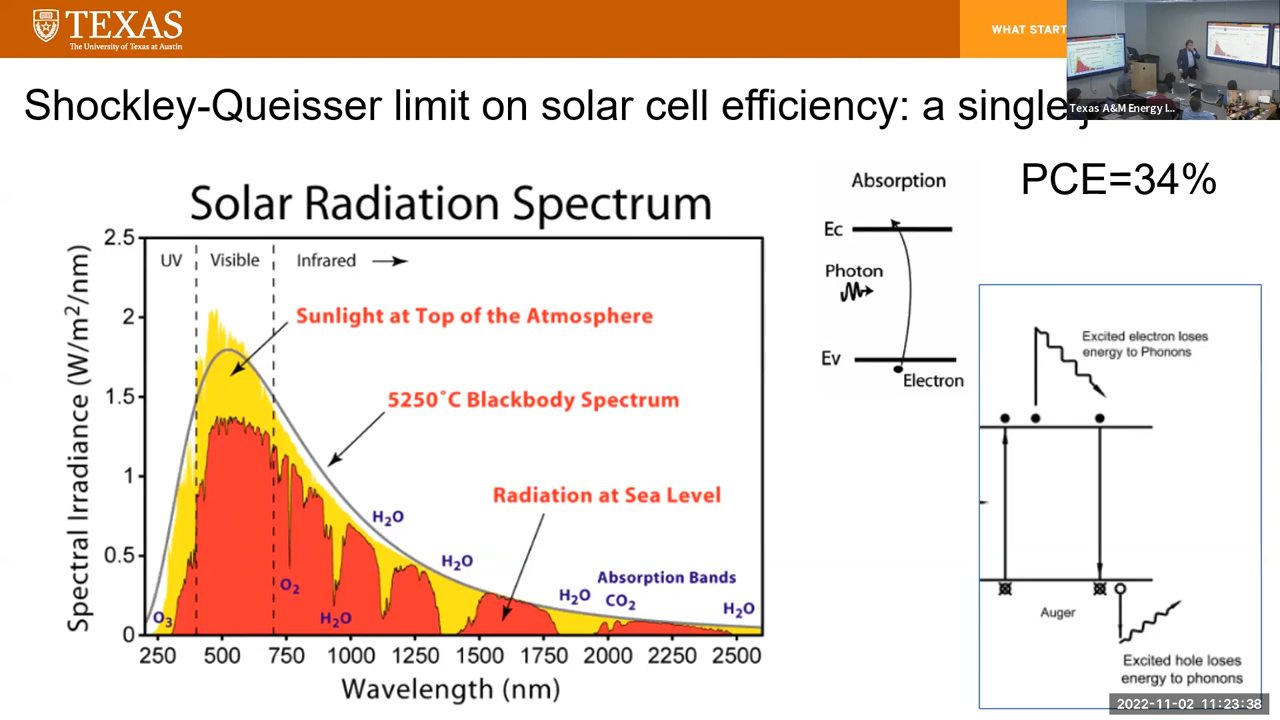 TEXAS
The University of Texas at Austin
WHAT START
Texas A&M Energy I...
Shockley-Queisser limit on solar cell efficiency: a single
PCE=34%
Solar Radiation Spectrum
Spectral Irradiance (W/m²/nm)
2.5
2
1.5
1
0.5
0
UV
Visible
Infrared
Sunlight at Top of the Atmosphere
5250°C Blackbody Spectrum
Radiation at Sea Level
H₂O
H₂O
Absorption Bands
H₂O
CO₂
H₂O
O₂
H₂O
O₃
250
500
750
1000
1250
1500
1750
2000
2250
2500
Wavelength (nm)
Absorption
Ec
Photon
Ev
Electron
Excited electron loses
energy to Phonons
Auger
Excited hole loses
energy to phonons
2022-11-02 11:23:38